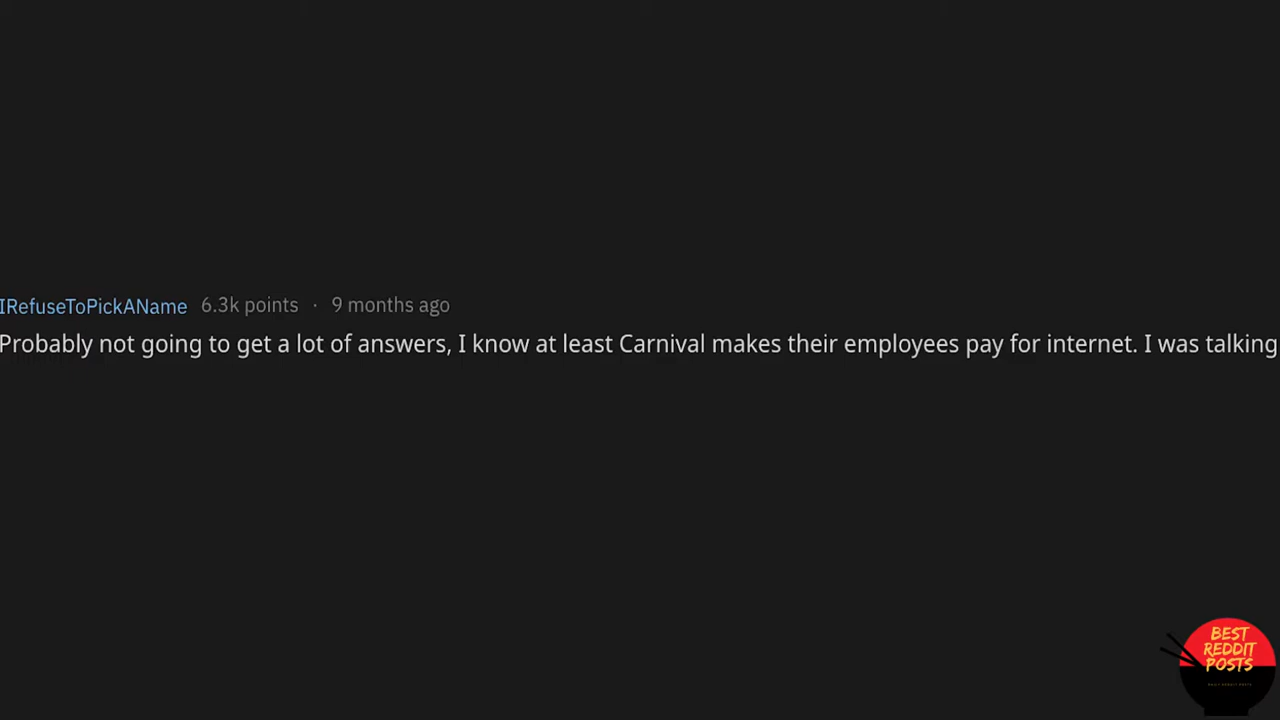 IRefuseToPickAName 6.3k points · 9 months ago
Probably not going to get a lot of answers, I know at least Carnival makes their employees pay for internet. I was talking
BEST
REDDIT
POSTS